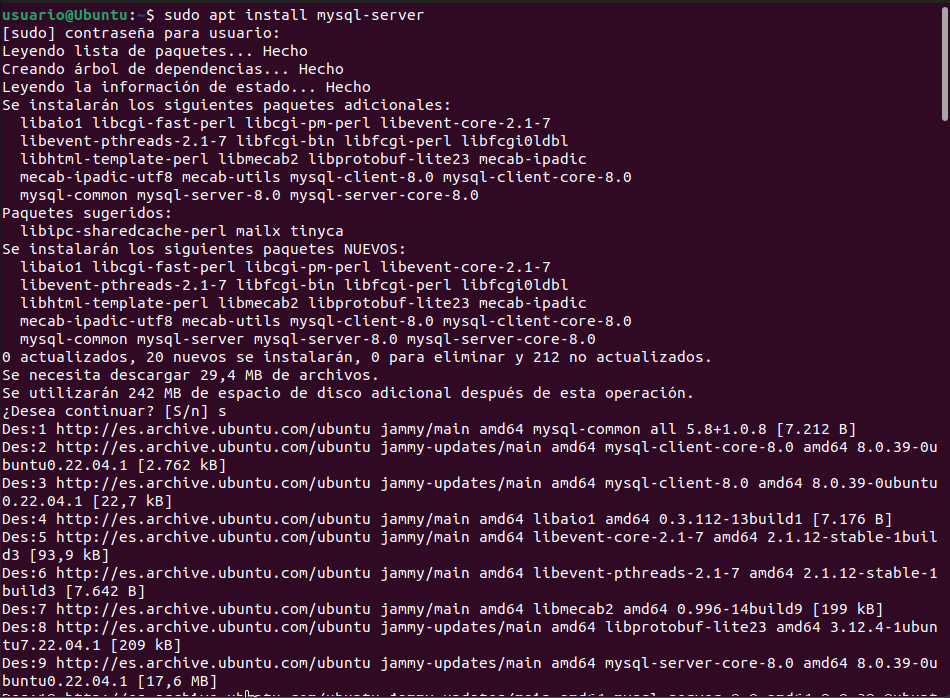 usuario@Ubuntu:~$ sudo apt install mysql-server
[sudo] contraseña para usuario:
Leyendo lista de paquetes... Hecho
Creando árbol de dependencias... Hecho
Leyendo la información de estado... Hecho
Se instalarán los siguientes paquetes adicionales:
  libaio1 libcgi-fast-perl libcgi-pm-perl libevent-core-2.1-7
  libevent-pthreads-2.1-7 libfcgi-bin libfcgi-perl libfcgi0ldbl
  libhtml-template-perl libmecab2 libprotobuf-lite23 mecab-ipadic
  mecab-ipadic-utf8 mecab-utils mysql-client-8.0 mysql-client-core-8.0
  mysql-common mysql-server-8.0 mysql-server-core-8.0
Paquetes sugeridos:
  libipc-sharedcache-perl mailx tinyca
Se instalarán los siguientes paquetes NUEVOS:
  libaio1 libcgi-fast-perl libcgi-pm-perl libevent-core-2.1-7
  libevent-pthreads-2.1-7 libfcgi-bin libfcgi-perl libfcgi0ldbl
  libhtml-template-perl libmecab2 libprotobuf-lite23 mecab-ipadic
  mecab-ipadic-utf8 mecab-utils mysql-client-8.0 mysql-client-core-8.0
  mysql-common mysql-server mysql-server-8.0 mysql-server-core-8.0
0 actualizados, 20 nuevos se instalarán, 0 para eliminar y 212 no actualizados.
Se necesita descargar 29,4 MB de archivos.
Se utilizarán 242 MB de espacio de disco adicional después de esta operación.
¿Desea continuar? [S/n] s
Des:1 http://es.archive.ubuntu.com/ubuntu jammy/main amd64 mysql-common all 5.8+1.0.8 [7.212 B]
Des:2 http://es.archive.ubuntu.com/ubuntu jammy-updates/main amd64 mysql-client-core-8.0 amd64 8.0.39-0u
buntu0.22.04.1 [2.762 kB]
Des:3 http://es.archive.ubuntu.com/ubuntu jammy-updates/main amd64 mysql-client-8.0 amd64 8.0.39-0ubuntu
0.22.04.1 [22,7 kB]
Des:4 http://es.archive.ubuntu.com/ubuntu jammy/main amd64 libaio1 amd64 0.3.112-13build1 [7.176 B]
Des:5 http://es.archive.ubuntu.com/ubuntu jammy/main amd64 libevent-core-2.1-7 amd64 2.1.12-stable-1buil
d3 [93,9 kB]
Des:6 http://es.archive.ubuntu.com/ubuntu jammy/main amd64 libevent-pthreads-2.1-7 amd64 2.1.12-stable-1
build3 [7.642 B]
Des:7 http://es.archive.ubuntu.com/ubuntu jammy/main amd64 libmecab2 amd64 0.996-14build9 [199 kB]
Des:8 http://es.archive.ubuntu.com/ubuntu jammy-updates/main amd64 libprotobuf-lite23 amd64 3.12.4-1ubun
tu7.22.04.1 [209 kB]
Des:9 http://es.archive.ubuntu.com/ubuntu jammy-updates/main amd64 mysql-server-core-8.0 amd64 8.0.39-0u
buntu0.22.04.1 [17,6 MB]